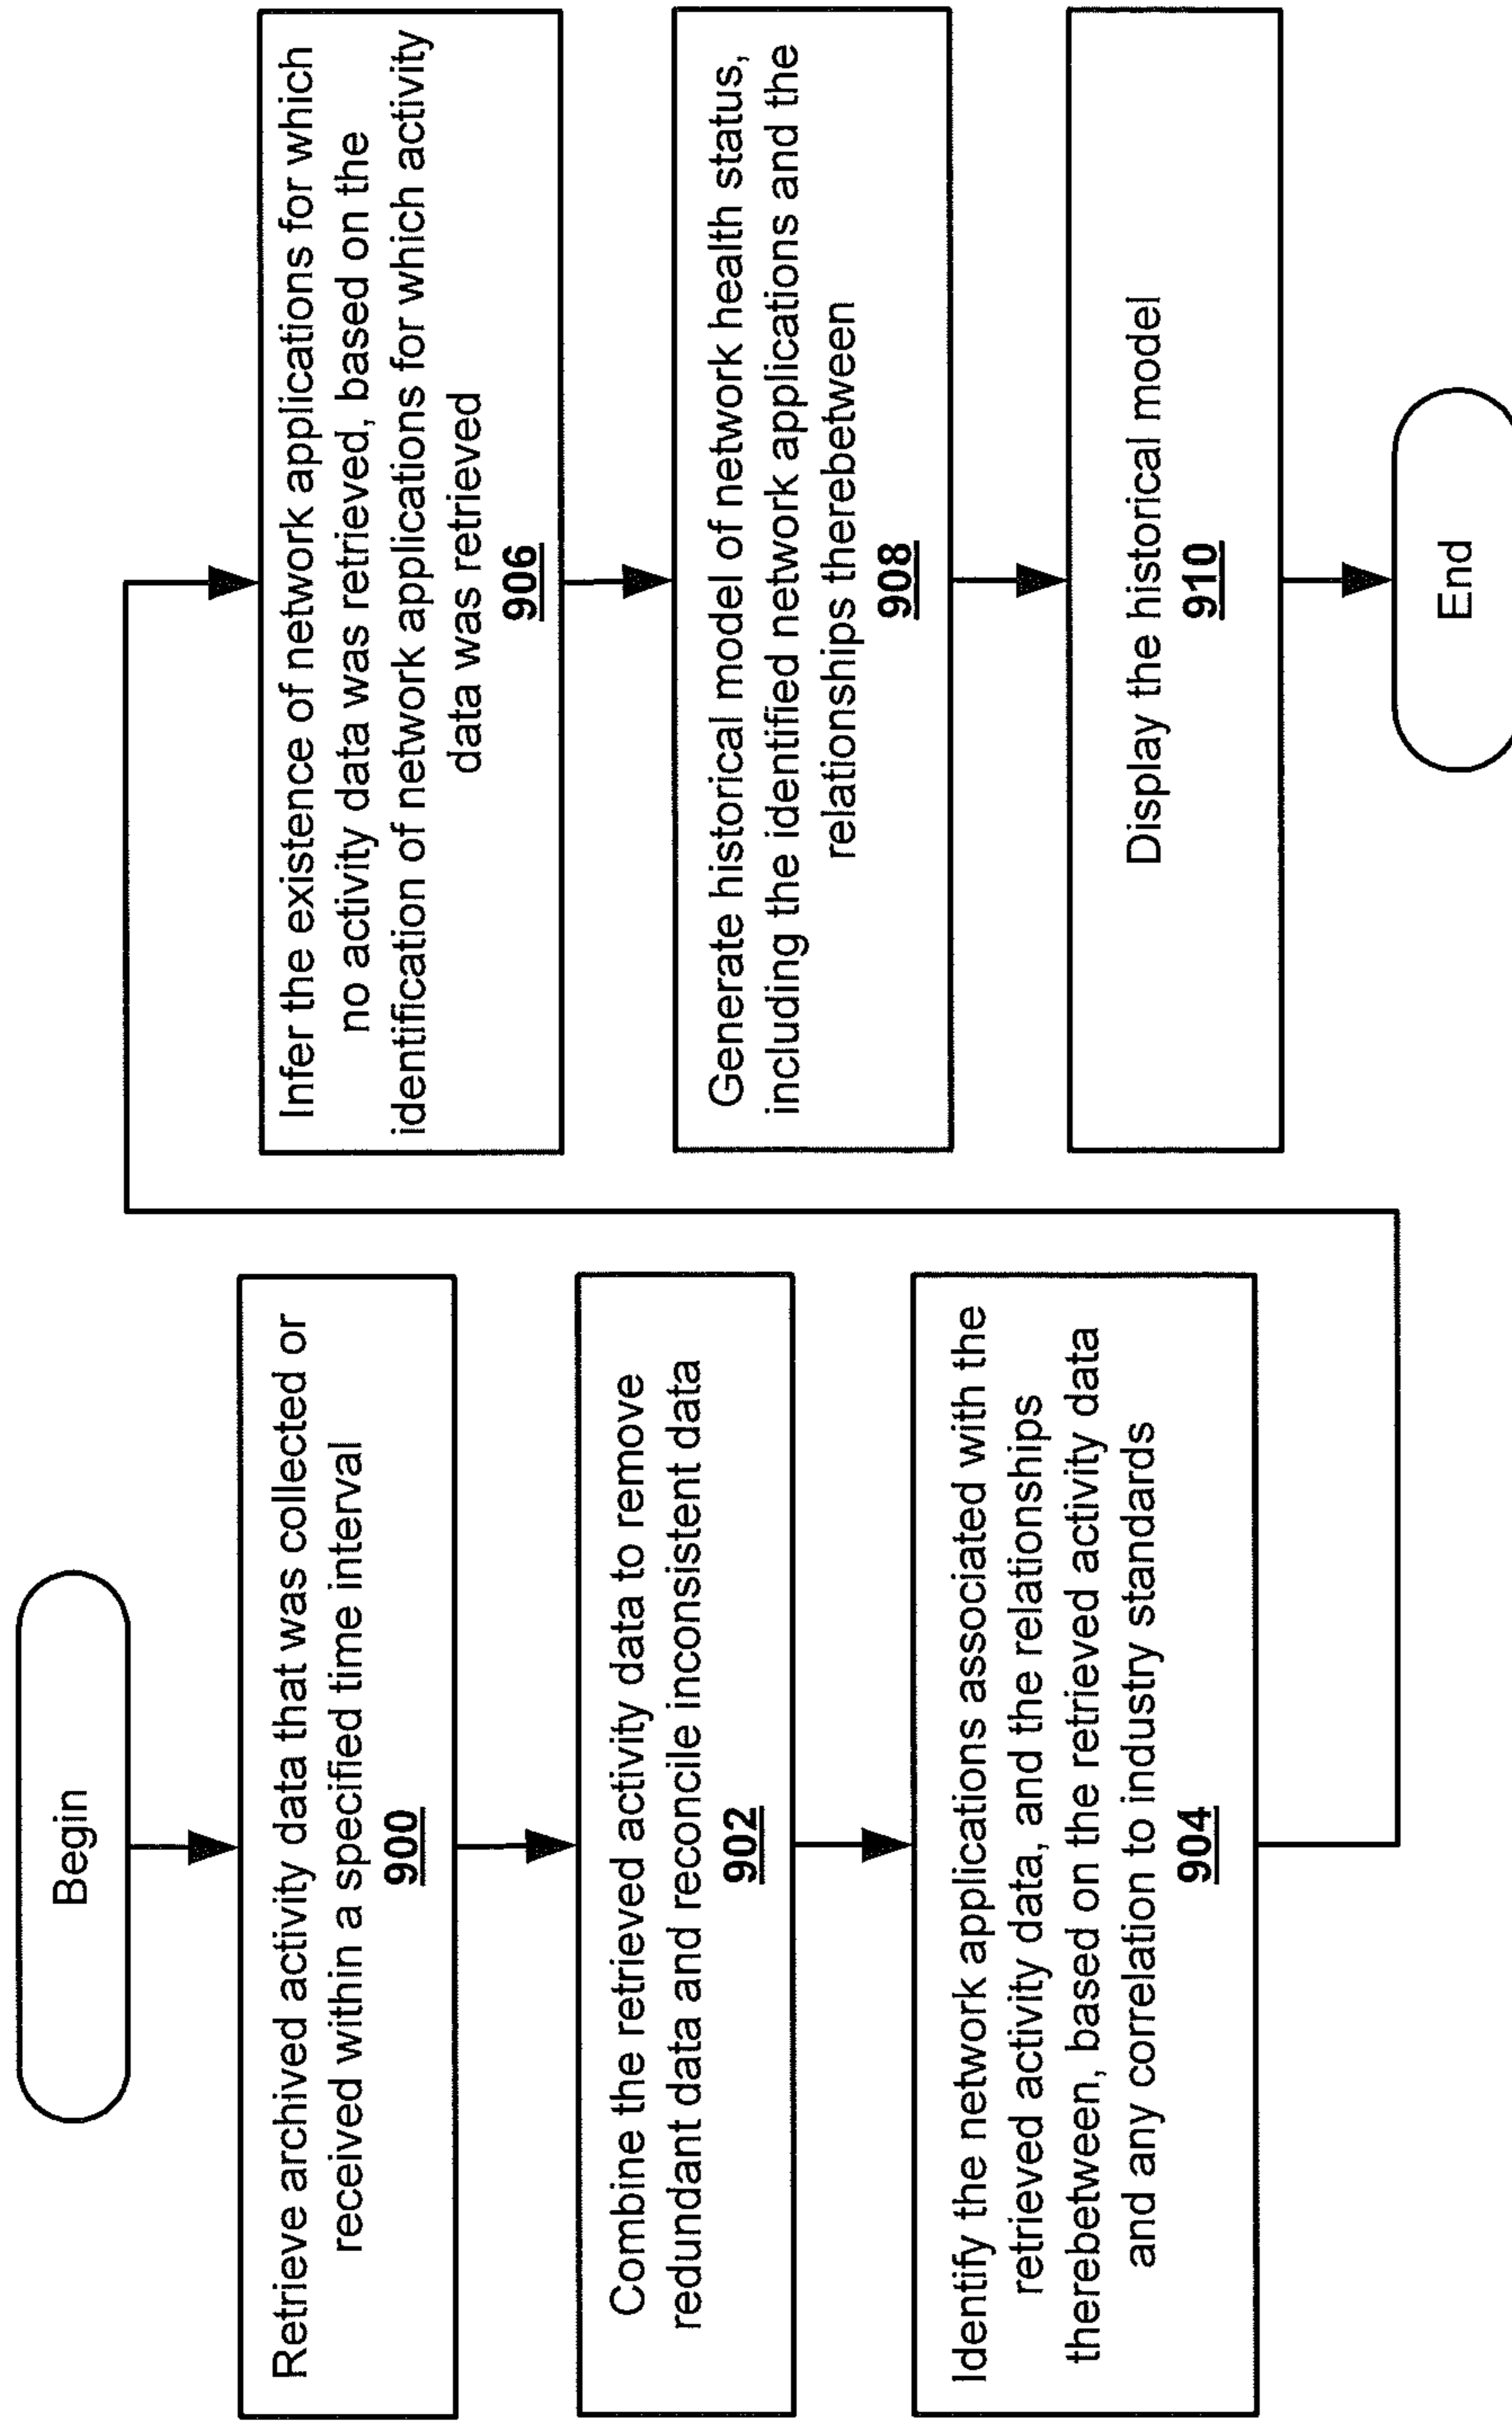 Begin
Retrieve archived activity data that was collected or
received within a specified time interval
900
Combine the retrieved activity data to remove
redundant data and reconcile inconsistent data
902
Identify the network applications associated with the
retrieved activity data, and the relationships
therebetween, based on the retrieved activity data
and any correlation to industry standards
904
Infer the existence of network applications for which
no activity data was retrieved, based on the
identification of network applications for which activity
data was retrieved
906
Generate historical model of network health status,
including the identified network applications and the
relationships therebetween
908
Display the historical model
910
End